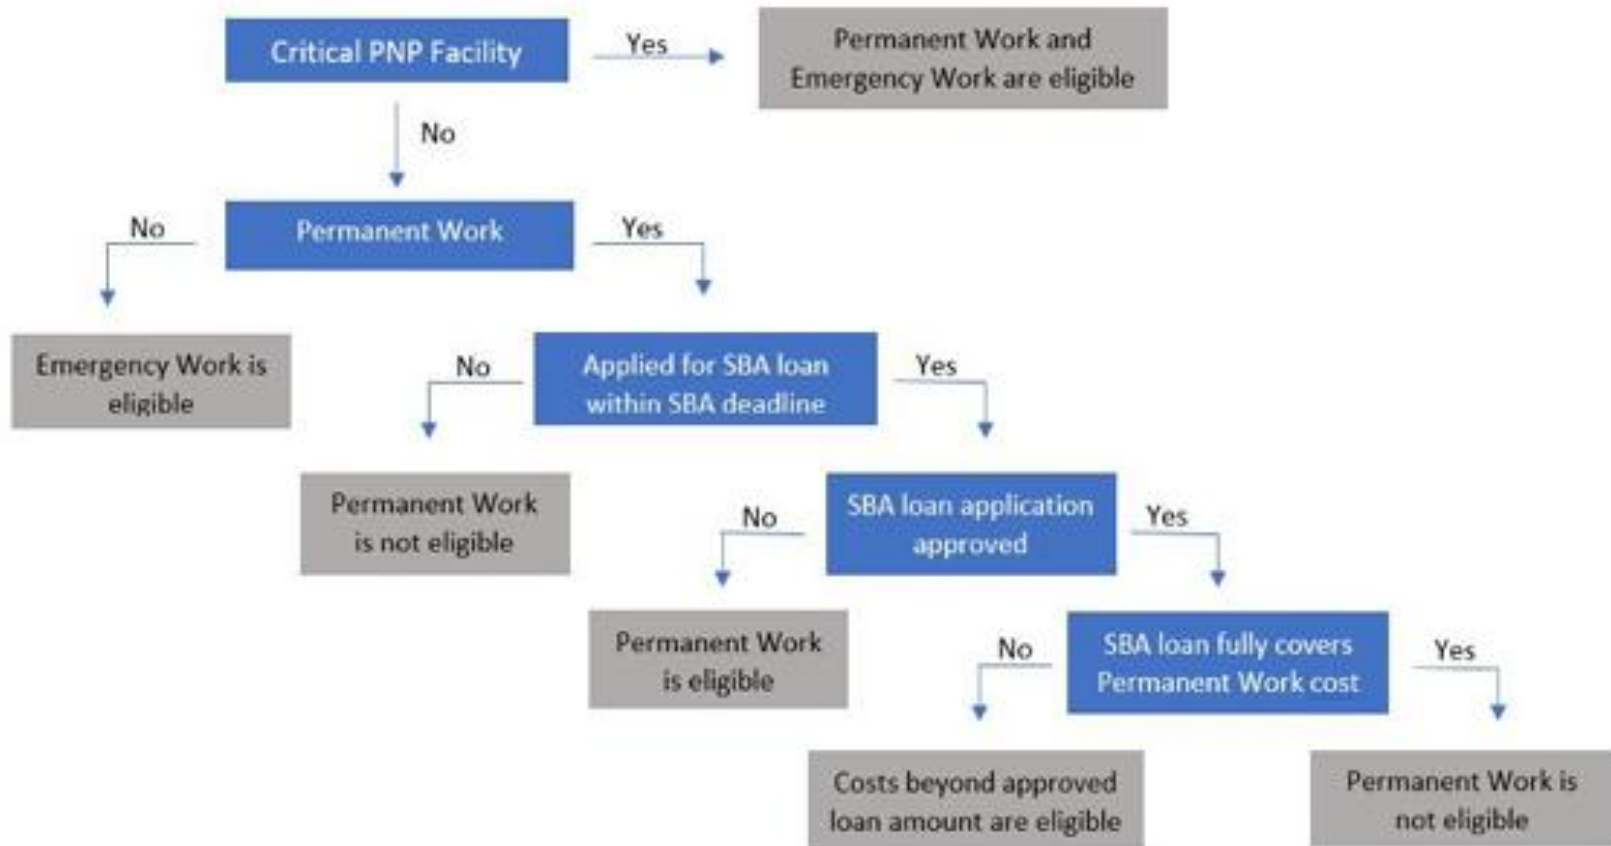 Critical PNP Facility
Yes
Permanent Work and
Emergency Work are eligible
No
No
Permanent Work
Yes
Emergency Work is
eligible
No
Applied for SBA loan
within SBA deadline
Yes
Permanent Work
is not eligible
No
SBA loan application
approved
Yes
Permanent Work
is eligible
No
SBA loan fully covers
Permanent Work cost
Yes
Costs beyond approved
loan amount are eligible
Permanent Work is
not eligible